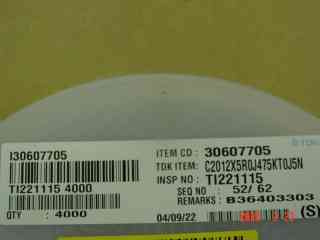 I30607705
ITEM CD : 30607705
TDK ITEM: C2012X5R0J475KT0J5N
INSP NO : TI221115
TI221115 4000
SEQ NO : 52/ 62
REMARKS : B36403303
QTY : 4000
04/09/22 (S)
TDK